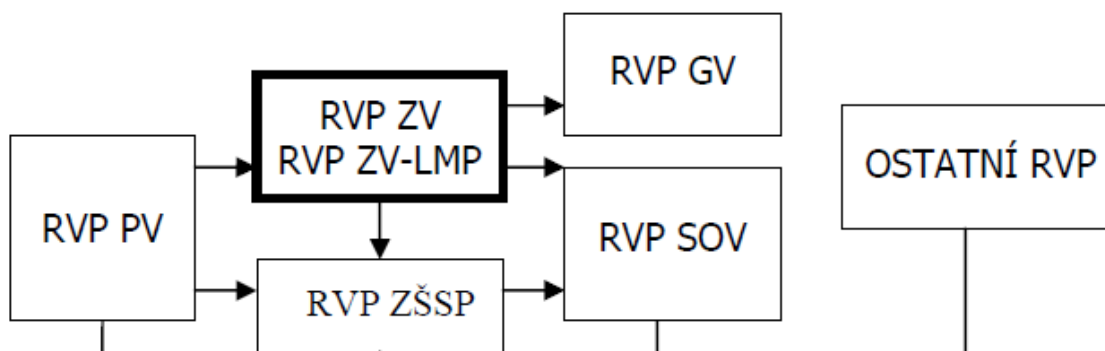 RVP PV
RVP ZV
RVP ZV-LMP
RVP ZŠSP
RVP GV
RVP SOV
OSTATNÍ RVP